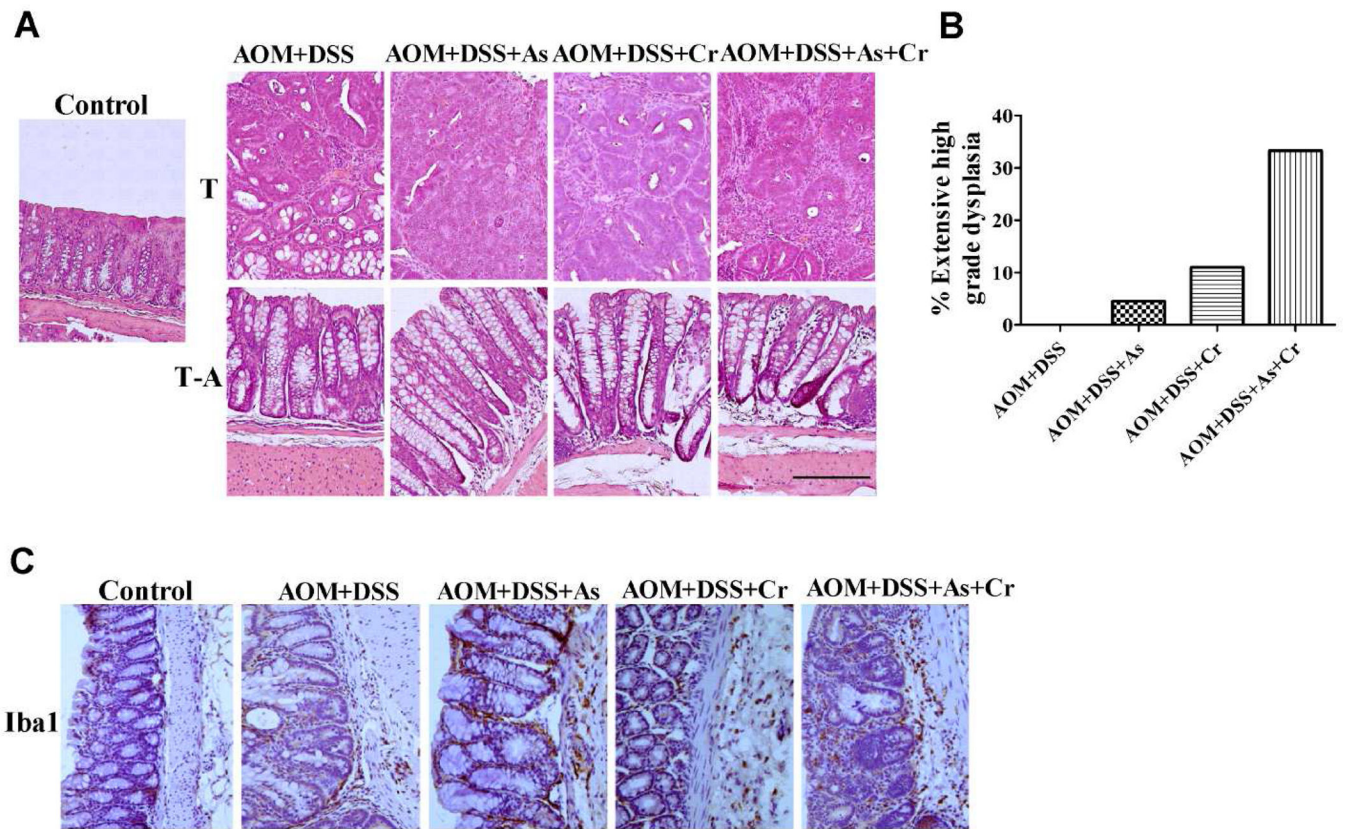 A
AOM+DSS AOM+DSS+As AOM+DSS+Cr AOM+DSS+As+Cr
Control
T
T-A
B
% Extensive high
grade dysplasia
40
30
20
10
0
AOM+DSS
AOM+DSS+As
AOM+DSS+Cr
AOM+DSS+As+Cr
C
Control AOM+DSS AOM+DSS+As AOM+DSS+Cr AOM+DSS+As+Cr
Iba1